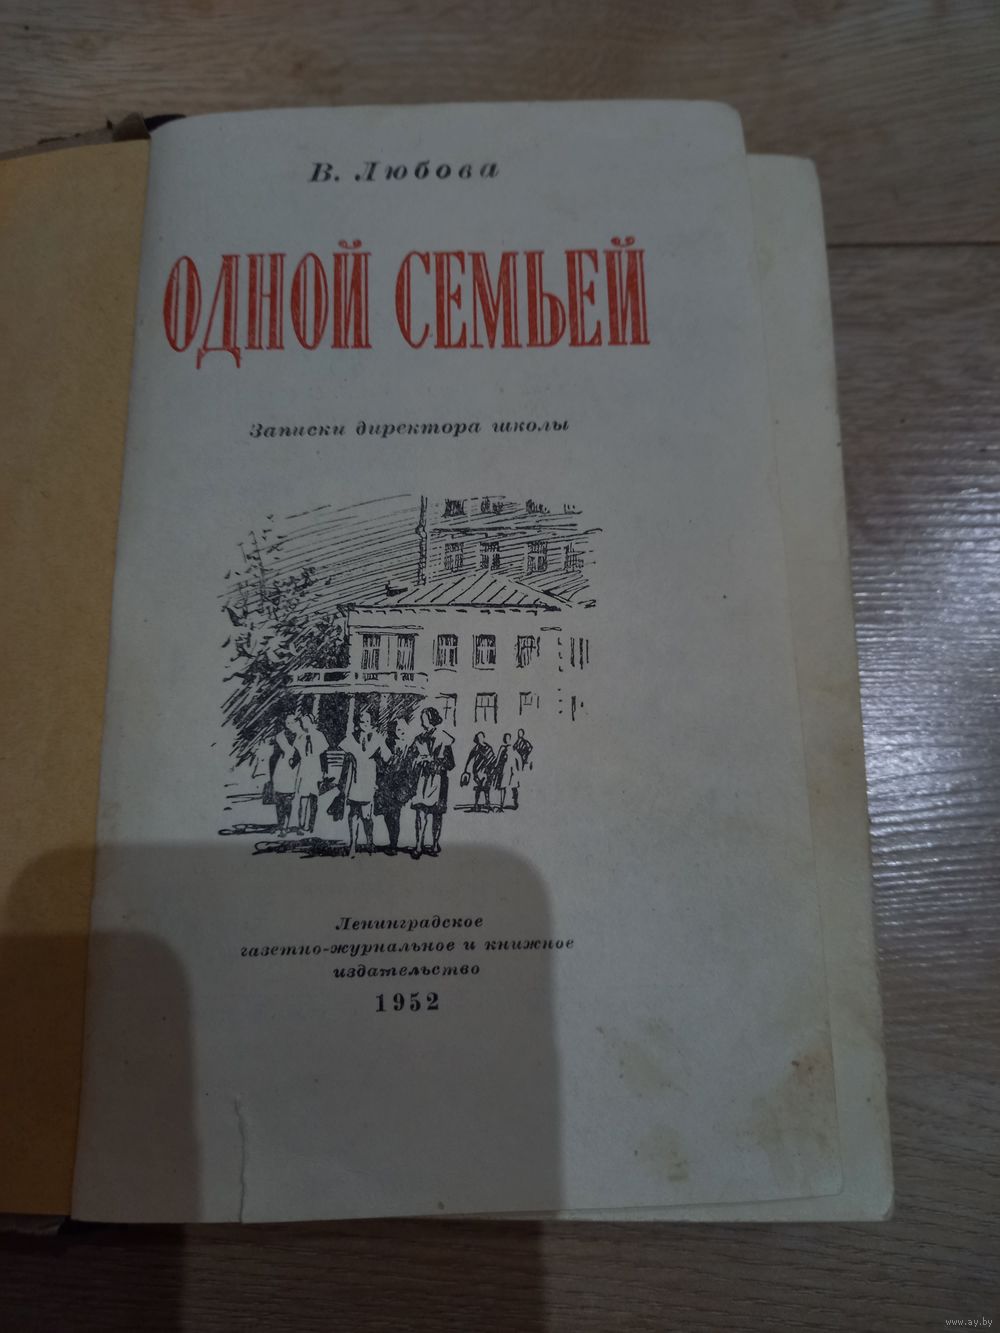 В. Любова
ОДНОЙ СЕМЬЕЙ
Записки директора школы
Ленинградское
газетно-журнальное и книжное
издательство
1952
www.ay.by